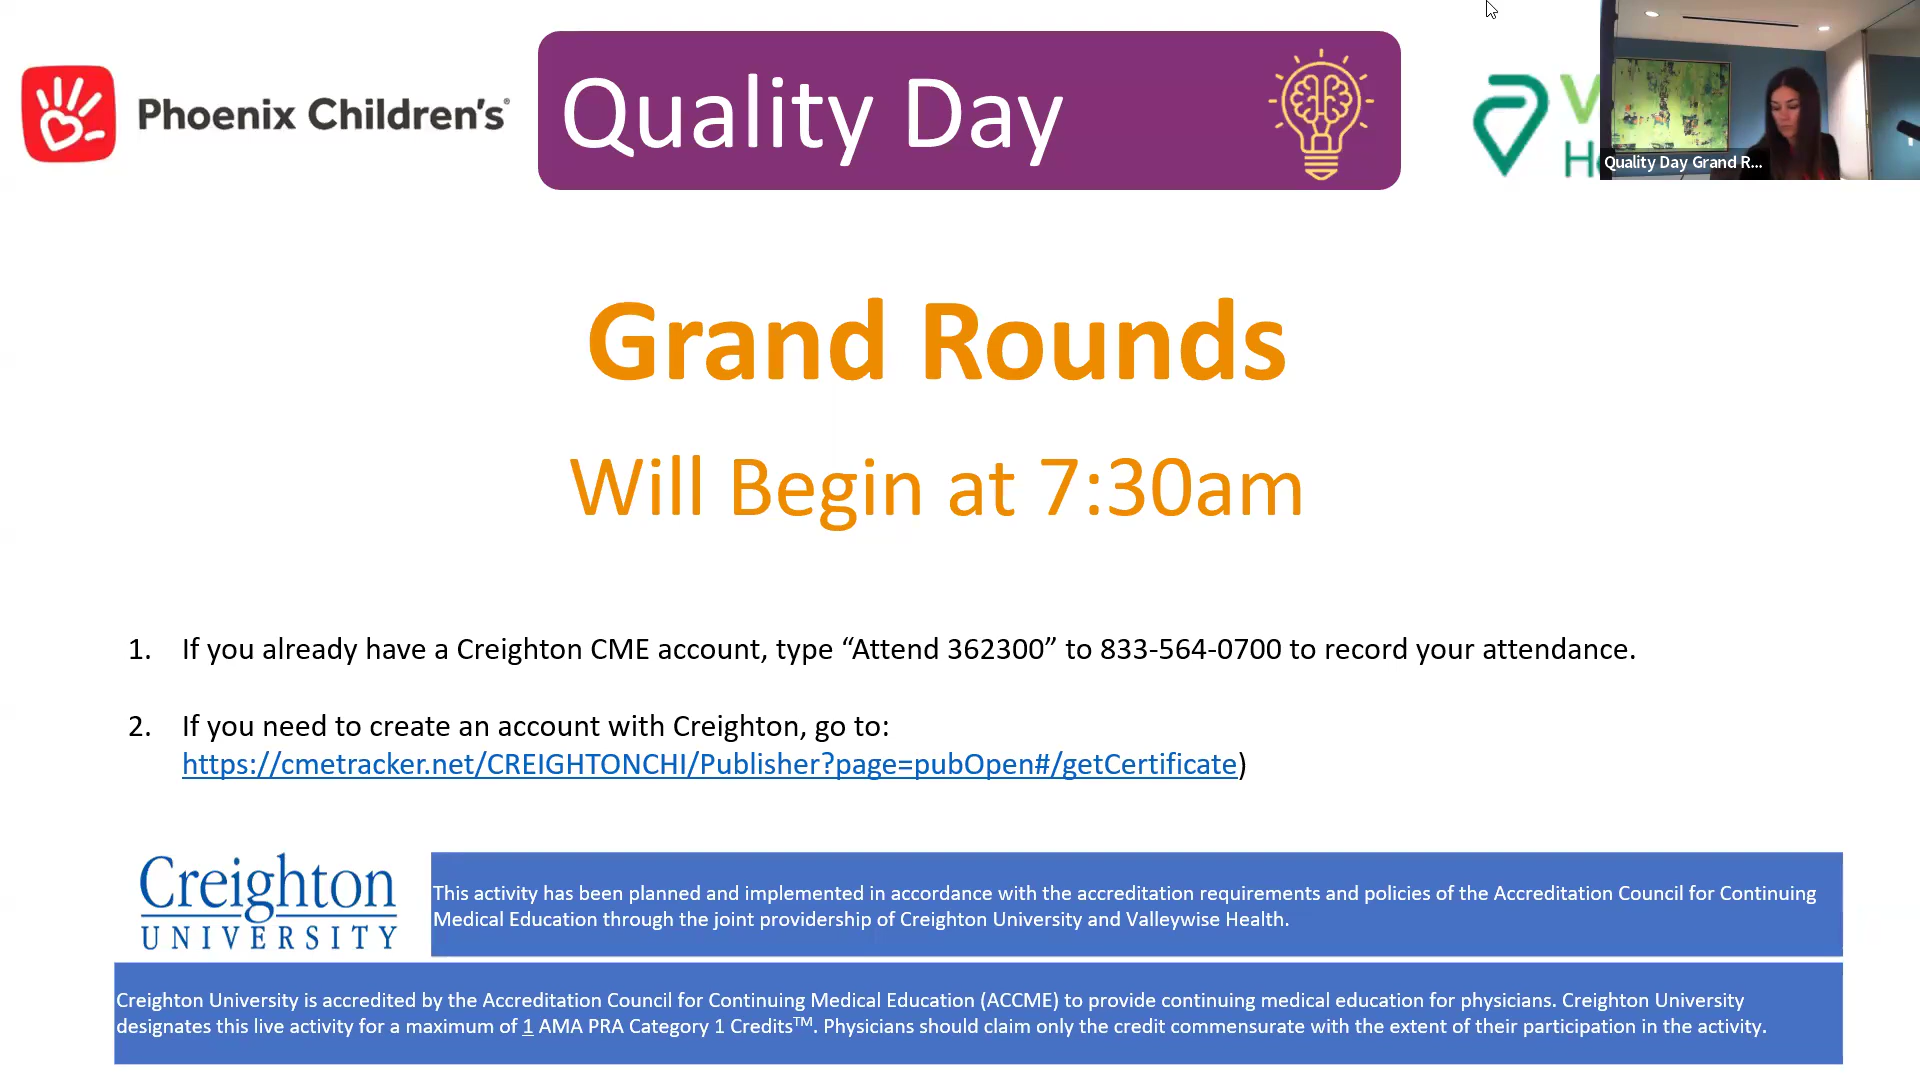 Phoenix Children's®
Quality Day
V
He
Quality Day Grand R...
Grand Rounds
Will Begin at 7:30am
1. If you already have a Creighton CME account, type “Attend 362300” to 833-564-0700 to record your attendance.
2. If you need to create an account with Creighton, go to:
https://cmetracker.net/CREIGHTONCHI/Publisher?page=pubOpen#/getCertificate)
Creighton
UNIVERSITY
This activity has been planned and implemented in accordance with the accreditation requirements and policies of the Accreditation Council for Continuing
Medical Education through the joint providership of Creighton University and Valleywise Health.
Creighton University is accredited by the Accreditation Council for Continuing Medical Education (ACCME) to provide continuing medical education for physicians. Creighton University
designates this live activity for a maximum of 1 AMA PRA Category 1 Credits™. Physicians should claim only the credit commensurate with the extent of their participation in the activity.